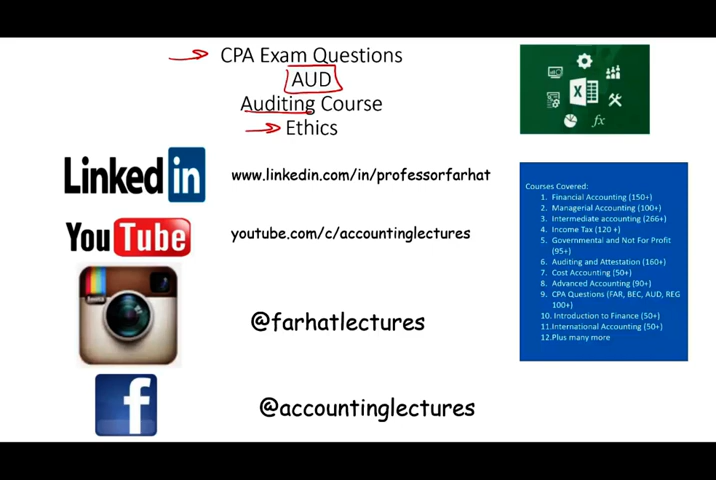 CPA Exam Questions
AUD
Auditing Course
Ethics
Linked in
www.linkedin.com/in/professorfarhat
YouTube
youtube.com/c/accountinglectures
@farhatlectures
f
@accountinglectures
X
fx
Courses Covered:
1. Financial Accounting (150+)
2. Managerial Accounting (100+)
3. Intermediate accounting (266+)
4. Income Tax (120 +)
5. Governmental and Not For Profit
(95+)
6. Auditing and Attestation (160+)
7. Cost Accounting (50+)
8. Advanced Accounting (90+)
9. CPA Questions (FAR, BEC, AUD, REG
100+)
10. Introduction to Finance (50+)
11.International Accounting (50+)
12.Plus many more